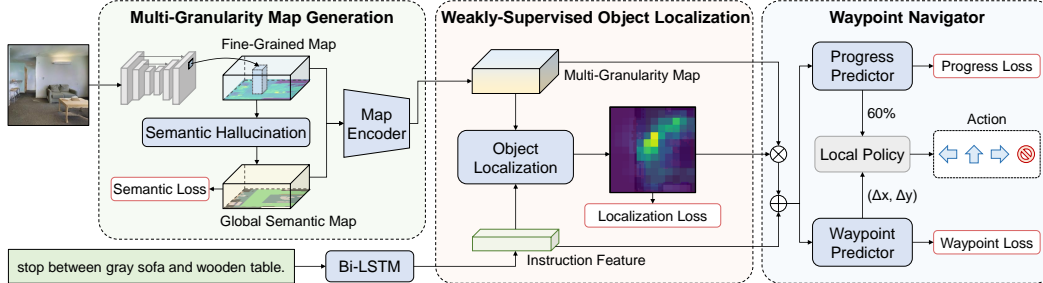 Multi-Granularity Map Generation
Fine-Grained Map
Semantic Hallucination
Map
Encoder
Semantic Loss
Global Semantic Map
stop between gray sofa and wooden table.
Bi-LSTM
Weakly-Supervised Object Localization
Multi-Granularity Map
Object
Localization
Localization Loss
Instruction Feature
Waypoint Navigator
Progress
Predictor
Progress Loss
60%
Action
Local Policy
(Δx, Δy)
Waypoint
Predictor
Waypoint Loss